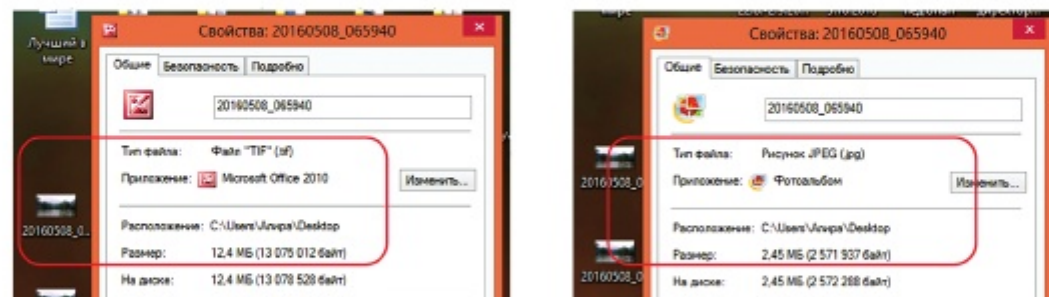 Лучший в
мире
Свойства: 20160508_065940
Общие Безопасность Подробно
20160508_065940
Тип файла: Файл "TIF" (.tif)
Приложение: Microsoft Office 2010
Изменить...
Расположение: C:\Users\Алира\Desktop
Размер: 12,4 МБ (13 075 012 байт)
На диске: 12,4 МБ (13 078 528 байт)
20160508_0...
мире
Свойства: 20160508_065940
Общие Безопасность Подробно
20160508_065940
Тип файла: Рисунок JPEG (.jpg)
Приложение: Фотоальбом
Изменить...
Расположение: C:\Users\Алира\Desktop
Размер: 2,45 МБ (2 571 937 байт)
На диске: 2,45 МБ (2 572 288 байт)
20160508_0
20160508_0